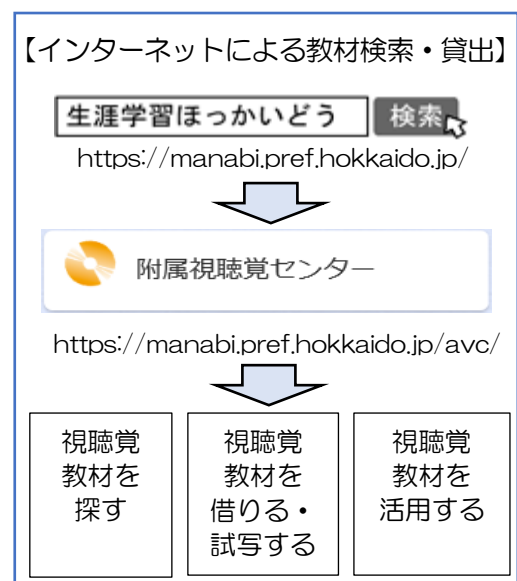 【インターネットによる教材検索・貸出】
生涯学習ほっかいどう 検索
https://manabi.pref.hokkaido.jp/
附属視聴覚センター
https://manabi.pref.hokkaido.jp/avc/
視聴覚
教材を
探す
視聴覚
教材を
借りる・
試写する
視聴覚
教材を
活用する